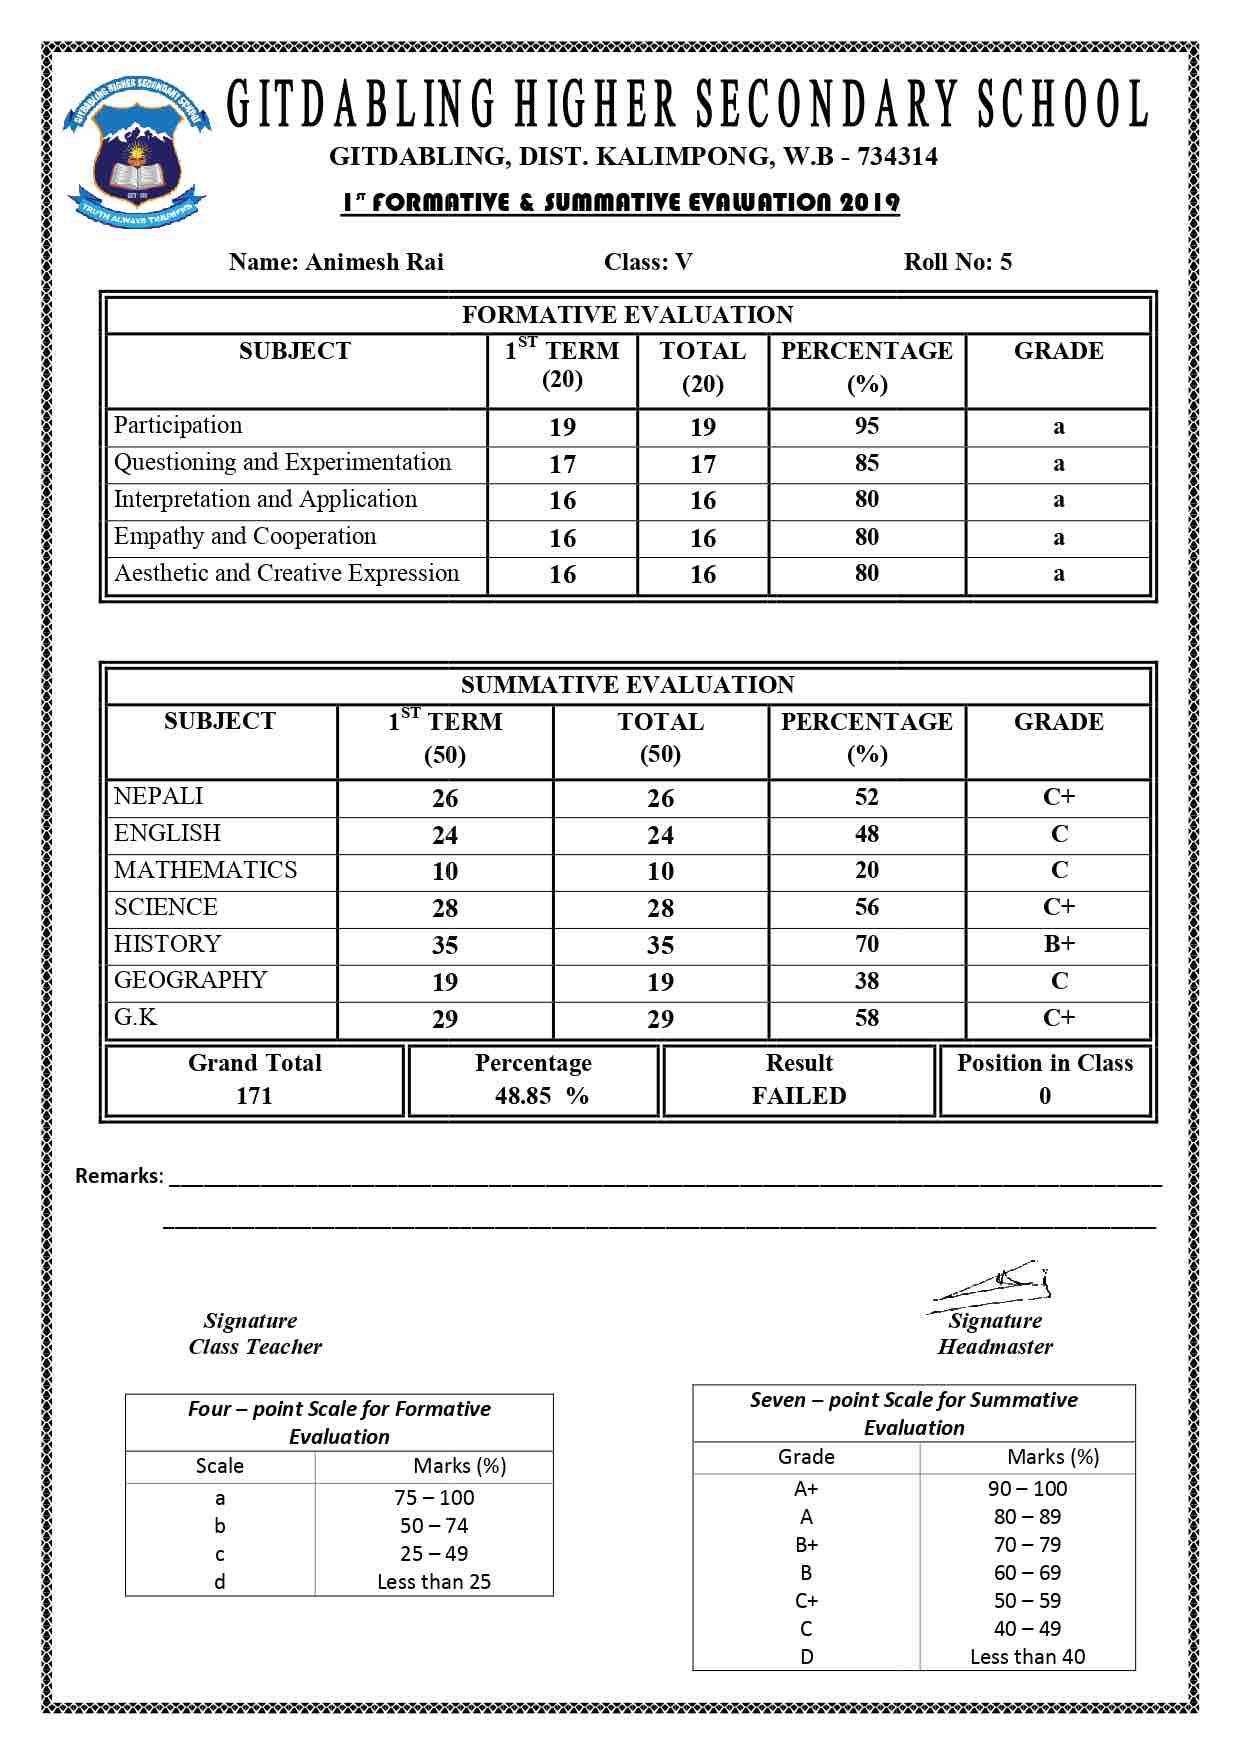 GITDABLING HIGHER SECONDARY SCHOOL
GITDABLING HIGHER SECONDARY SCHOOL
TRUTH ALWAYS TRIUMPHS
GITDABLING, DIST. KALIMPONG, W.B - 734314
1ST FORMATIVE & SUMMATIVE EVALUATION 2019
Name: Animesh Rai Class: V Roll No: 5
FORMATIVE EVALUATION
SUBJECT 1ST TERM TOTAL PERCENTAGE GRADE
(20) (20) (%)
Participation 19 19 95 a
Questioning and Experimentation 17 17 85 a
Interpretation and Application 16 16 80 a
Empathy and Cooperation 16 16 80 a
Aesthetic and Creative Expression 16 16 80 a
SUMMATIVE EVALUATION
SUBJECT 1ST TERM TOTAL PERCENTAGE GRADE
(50) (50) (%)
NEPALI 26 26 52 C+
ENGLISH 24 24 48 C
MATHEMATICS 10 10 20 C
SCIENCE 28 28 56 C+
HISTORY 35 35 70 B+
GEOGRAPHY 19 19 38 C
G.K 29 29 58 C+
Grand Total Percentage Result Position in Class
171 48.85 % FAILED 0
Remarks:
Signature
Class Teacher
Signature
Headmaster
Four – point Scale for Formative
Evaluation
Scale Marks (%)
a 75 – 100
b 50 – 74
c 25 – 49
d Less than 25
Seven – point Scale for Summative
Evaluation
Grade Marks (%)
A+ 90 – 100
A 80 – 89
B+ 70 – 79
B 60 – 69
C+ 50 – 59
C 40 – 49
D Less than 40